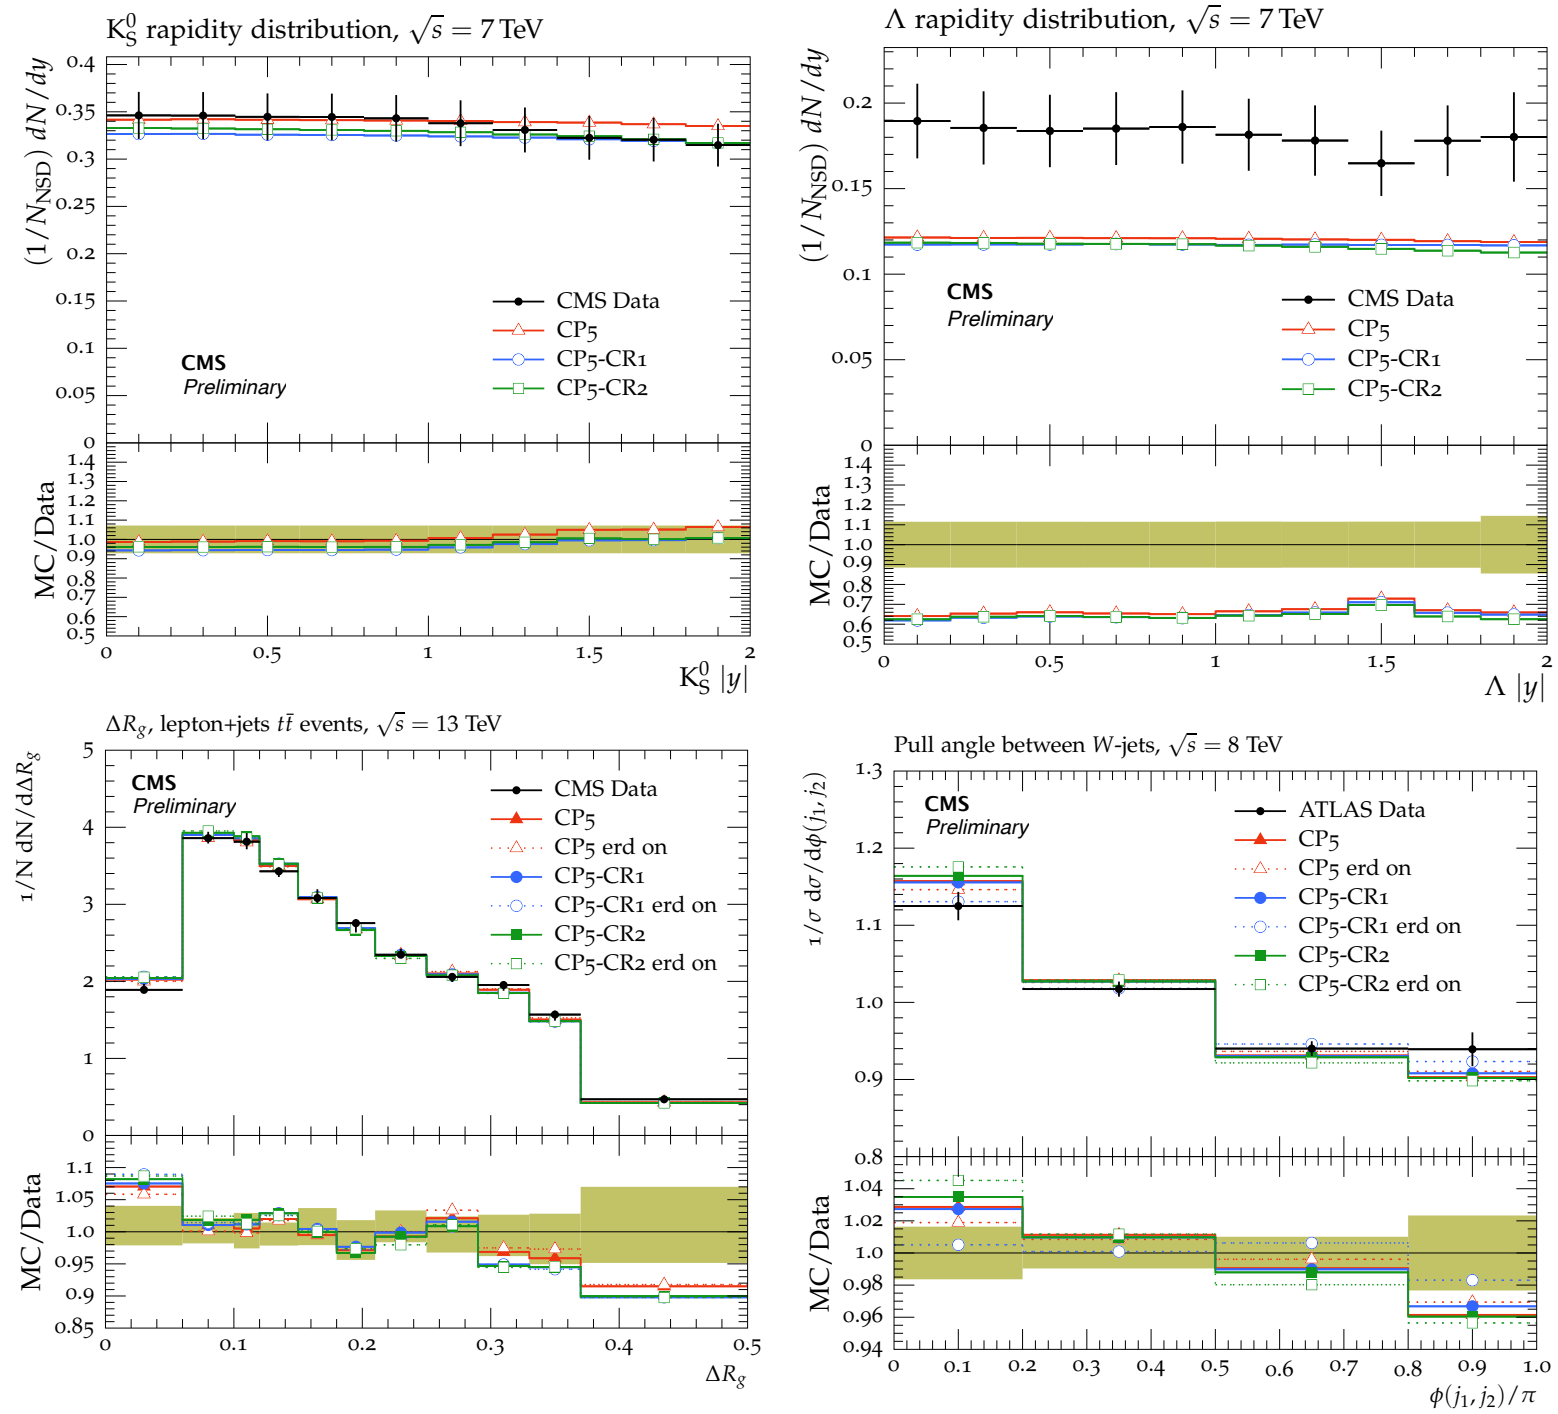 K⁰_S rapidity distribution, √s = 7 TeV
(1/N_NSD) dN/dy
0.4
0.35
0.3
0.25
0.2
0.15
0.1
0.05
0
CMS Data
CP5
CP5-CR1
CP5-CR2
CMS
Preliminary
MC/Data
1.4
1.3
1.2
1.1
1.0
0.9
0.8
0.7
0.6
0.5
0 0.5 1 1.5 2
K⁰_S |y|
Λ rapidity distribution, √s = 7 TeV
(1/N_NSD) dN/dy
0.2
0.15
0.1
0.05
0
CMS
Preliminary
CMS Data
CP5
CP5-CR1
CP5-CR2
MC/Data
1.4
1.3
1.2
1.1
1.0
0.9
0.8
0.7
0.6
0.5
0 0.5 1 1.5 2
Λ |y|
ΔR_g, lepton+jets tt̄ events, √s = 13 TeV
1/N dN/dΔR_g
5
4
3
2
1
0
CMS
Preliminary
CMS Data
CP5
CP5 erd on
CP5-CR1
CP5-CR1 erd on
CP5-CR2
CP5-CR2 erd on
MC/Data
1.1
1.05
1.0
0.95
0.9
0.85
0 0.1 0.2 0.3 0.4 0.5
ΔR_g
Pull angle between W-jets, √s = 8 TeV
1/σ dσ/dϕ(j₁, j₂)
1.3
1.2
1.1
1.0
0.9
0.8
CMS
Preliminary
ATLAS Data
CP5
CP5 erd on
CP5-CR1
CP5-CR1 erd on
CP5-CR2
CP5-CR2 erd on
MC/Data
1.04
1.02
1.0
0.98
0.96
0.94
0 0.1 0.2 0.3 0.4 0.5 0.6 0.7 0.8 0.9 1.0
ϕ(j₁, j₂)/π